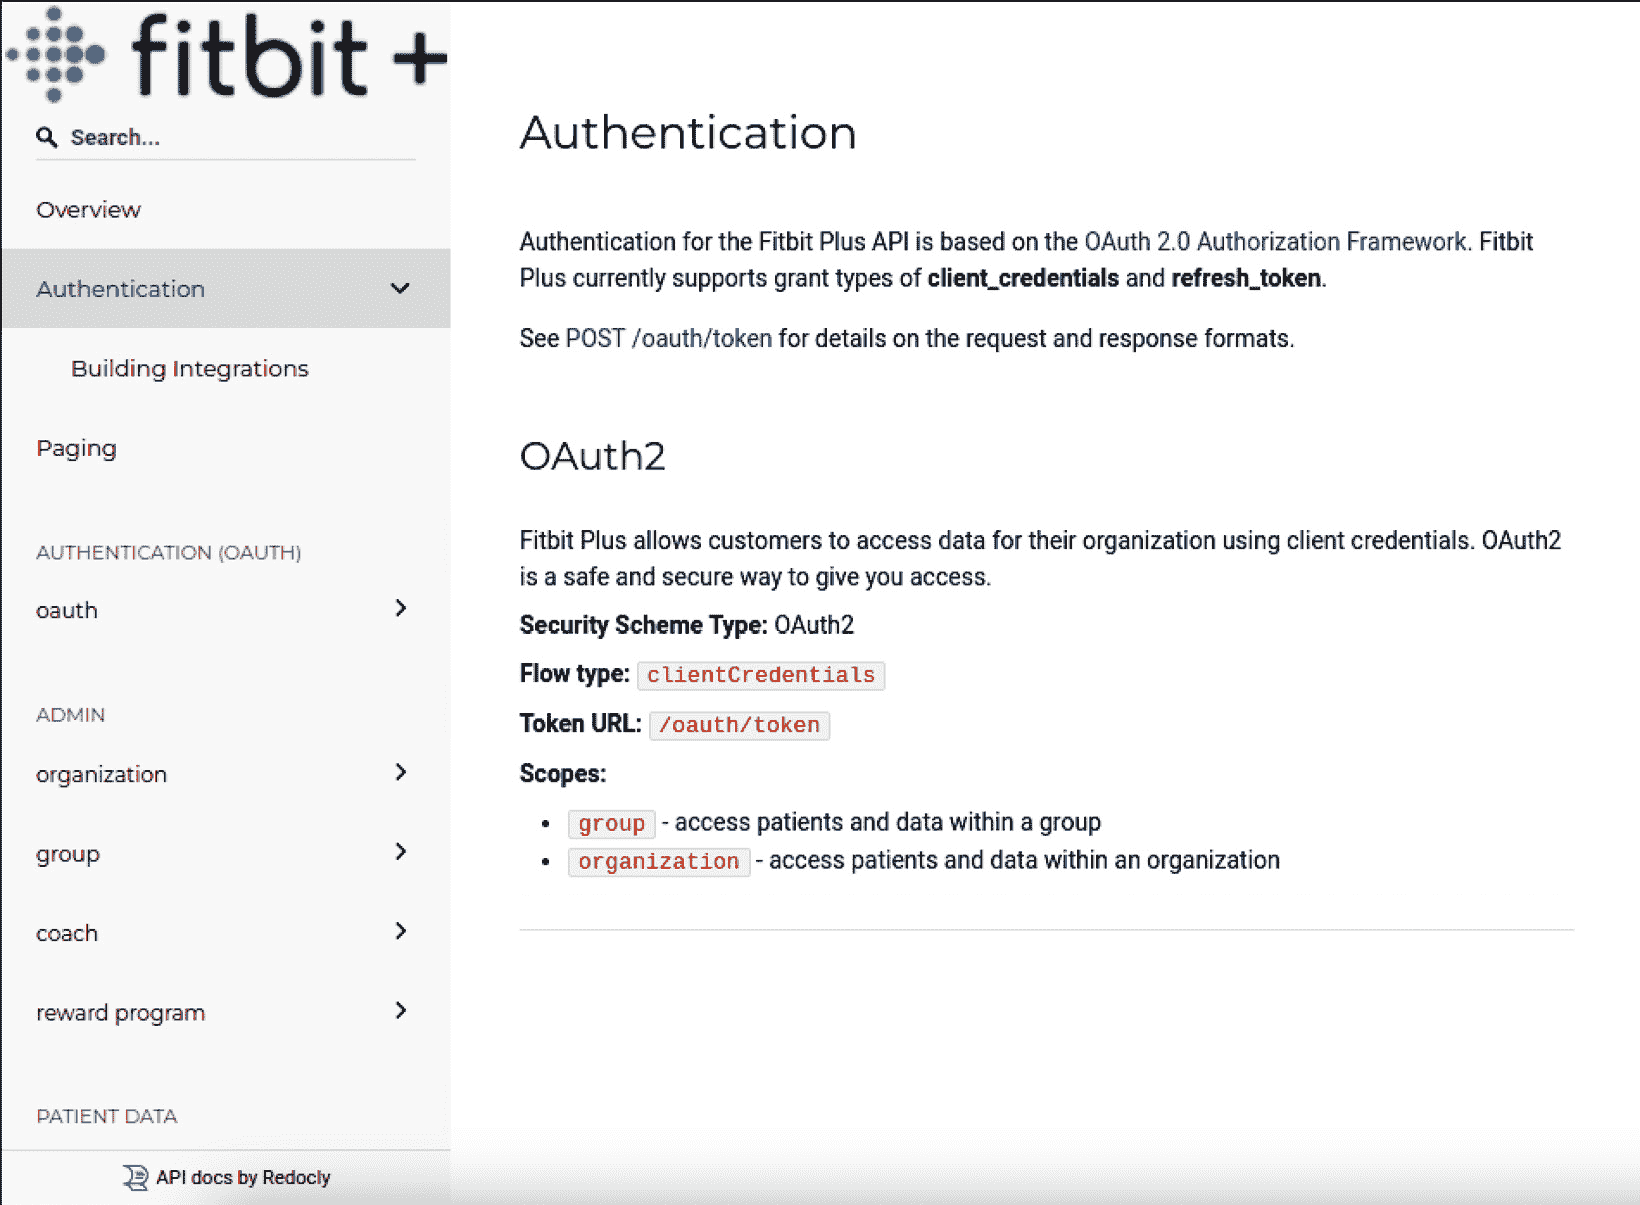 fitbit +
Search...
Overview
Authentication
Building Integrations
Paging
AUTHENTICATION (OAUTH)
oauth
ADMIN
organization
group
coach
reward program
PATIENT DATA
API docs by Redocly
Authentication
Authentication for the Fitbit Plus API is based on the OAuth 2.0 Authorization Framework. Fitbit
Plus currently supports grant types of client_credentials and refresh_token.
See POST /oauth/token for details on the request and response formats.
OAuth2
Fitbit Plus allows customers to access data for their organization using client credentials. OAuth2
is a safe and secure way to give you access.
Security Scheme Type: OAuth2
Flow type: clientCredentials
Token URL: /oauth/token
Scopes:
• group - access patients and data within a group
• organization - access patients and data within an organization